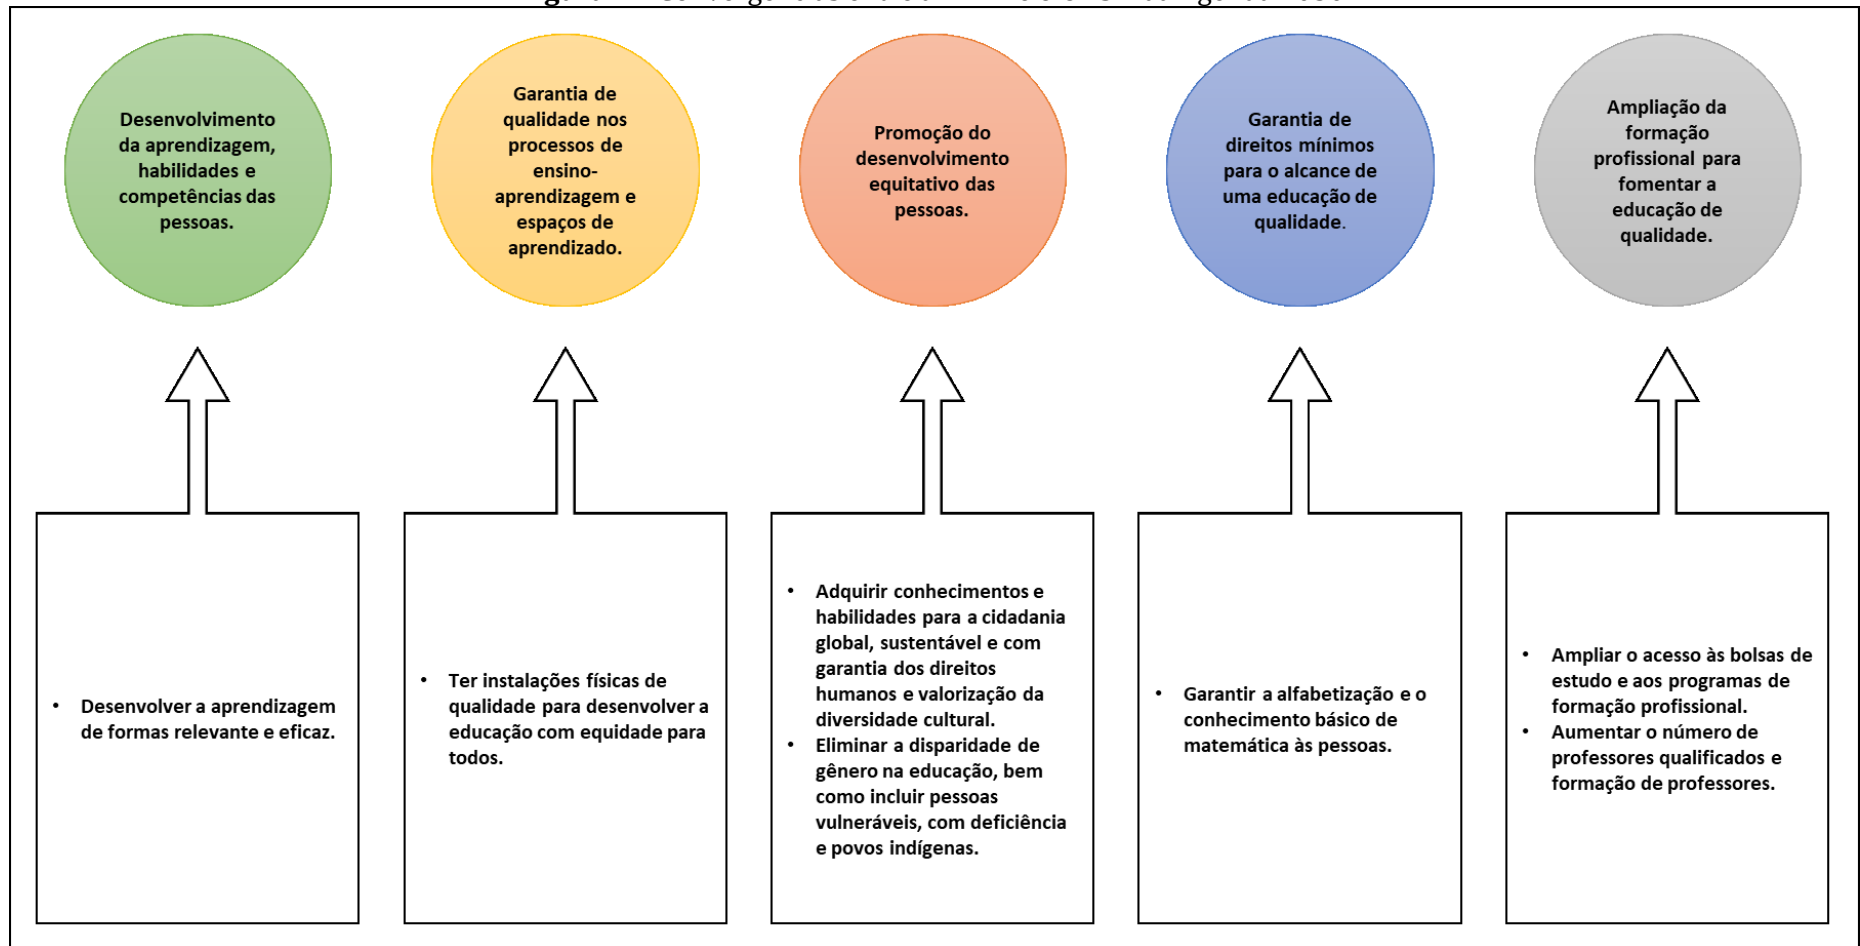 Desenvolvimento
da aprendizagem,
habilidades e
competências das
pessoas.
Garantia de
qualidade nos
processos de
ensino-
aprendizagem e
espaços de
aprendizado.
Promoção do
desenvolvimento
equitativo das
pessoas.
Garantia de
direitos mínimos
para o alcance de
uma educação de
qualidade.
Ampliação da
formação
profissional para
fomentar a
educação de
qualidade.
• Desenvolver a aprendizagem
de formas relevante e eficaz.
• Ter instalações físicas de
qualidade para desenvolver a
educação com equidade para
todos.
• Adquirir conhecimentos e
habilidades para a cidadania
global, sustentável e com
garantia dos direitos
humanos e valorização da
diversidade cultural.
• Eliminar a disparidade de
gênero na educação, bem
como incluir pessoas
vulneráveis, com deficiência
e povos indígenas.
• Garantir a alfabetização e o
conhecimento básico de
matemática às pessoas.
• Ampliar o acesso às bolsas de
estudo e aos programas de
formação profissional.
• Aumentar o número de
professores qualificados e
formação de professores.